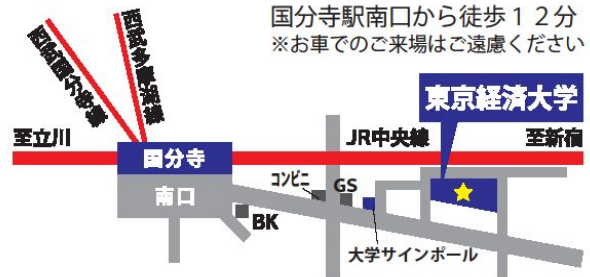 国分寺駅南口から徒歩１２分
※お車でのご来場はご遠慮ください
西武国分寺線
西武多摩湖線
東京経済大学
至立川
JR中央線
至新宿
国分寺
南口
コンビニ
GS
BK
大学サインポール